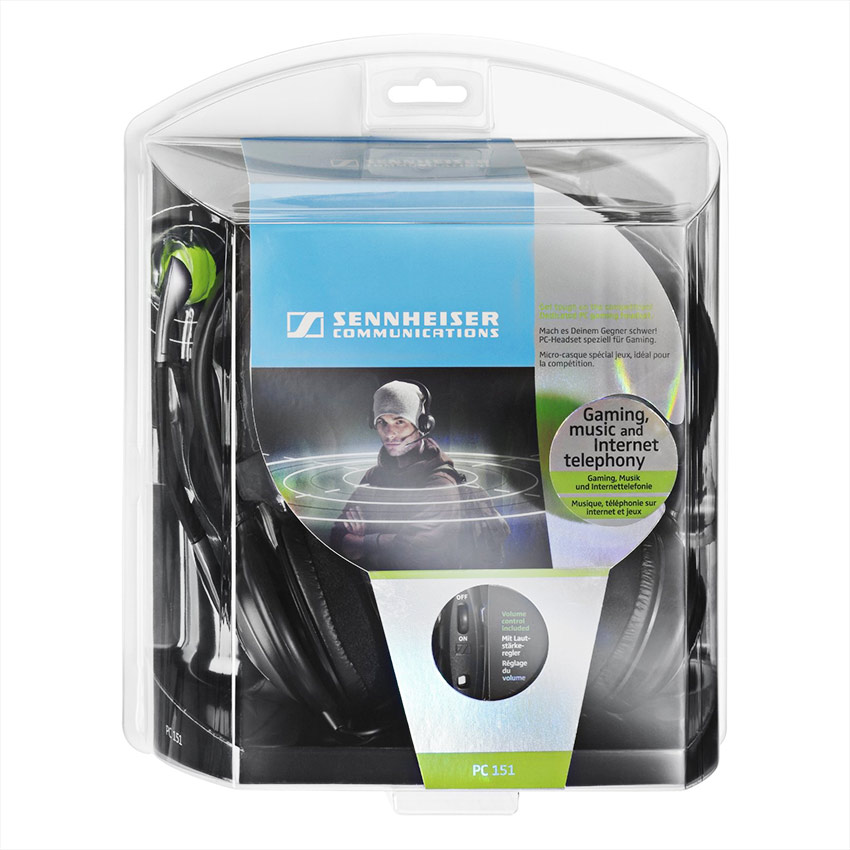 SENNHEISER
COMMUNICATIONS
Mach es Deinem Gegner schwer!
PC-Headset speziell für Gaming.
Micro-casque spécial jeux, idéal pour
la compétition.
Gaming,
music and
Internet
telephony
Gaming, Musik
und Internettelefonie
Musique, téléphonie sur
internet et jeux
OFF
ON
Volume
control
included
Mit Laut-
stärke-
regler
Réglage
du
volume
PC 151
PC 151